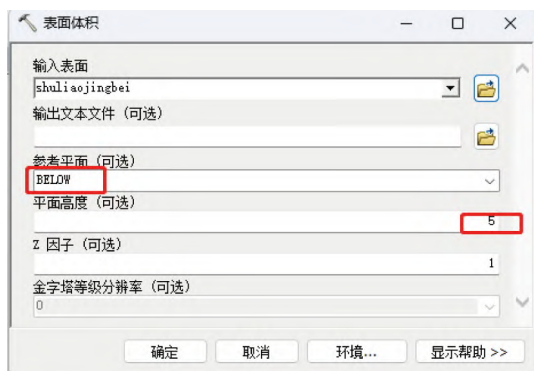 表面体积
输入表面
shuliaojingbei
输出文本文件 (可选)
参考平面 (可选)
BELOW
平面高度 (可选)
5
Z 因子 (可选)
1
金字塔等级分辨率 (可选)
0
确定 取消 环境... 显示帮助 >>